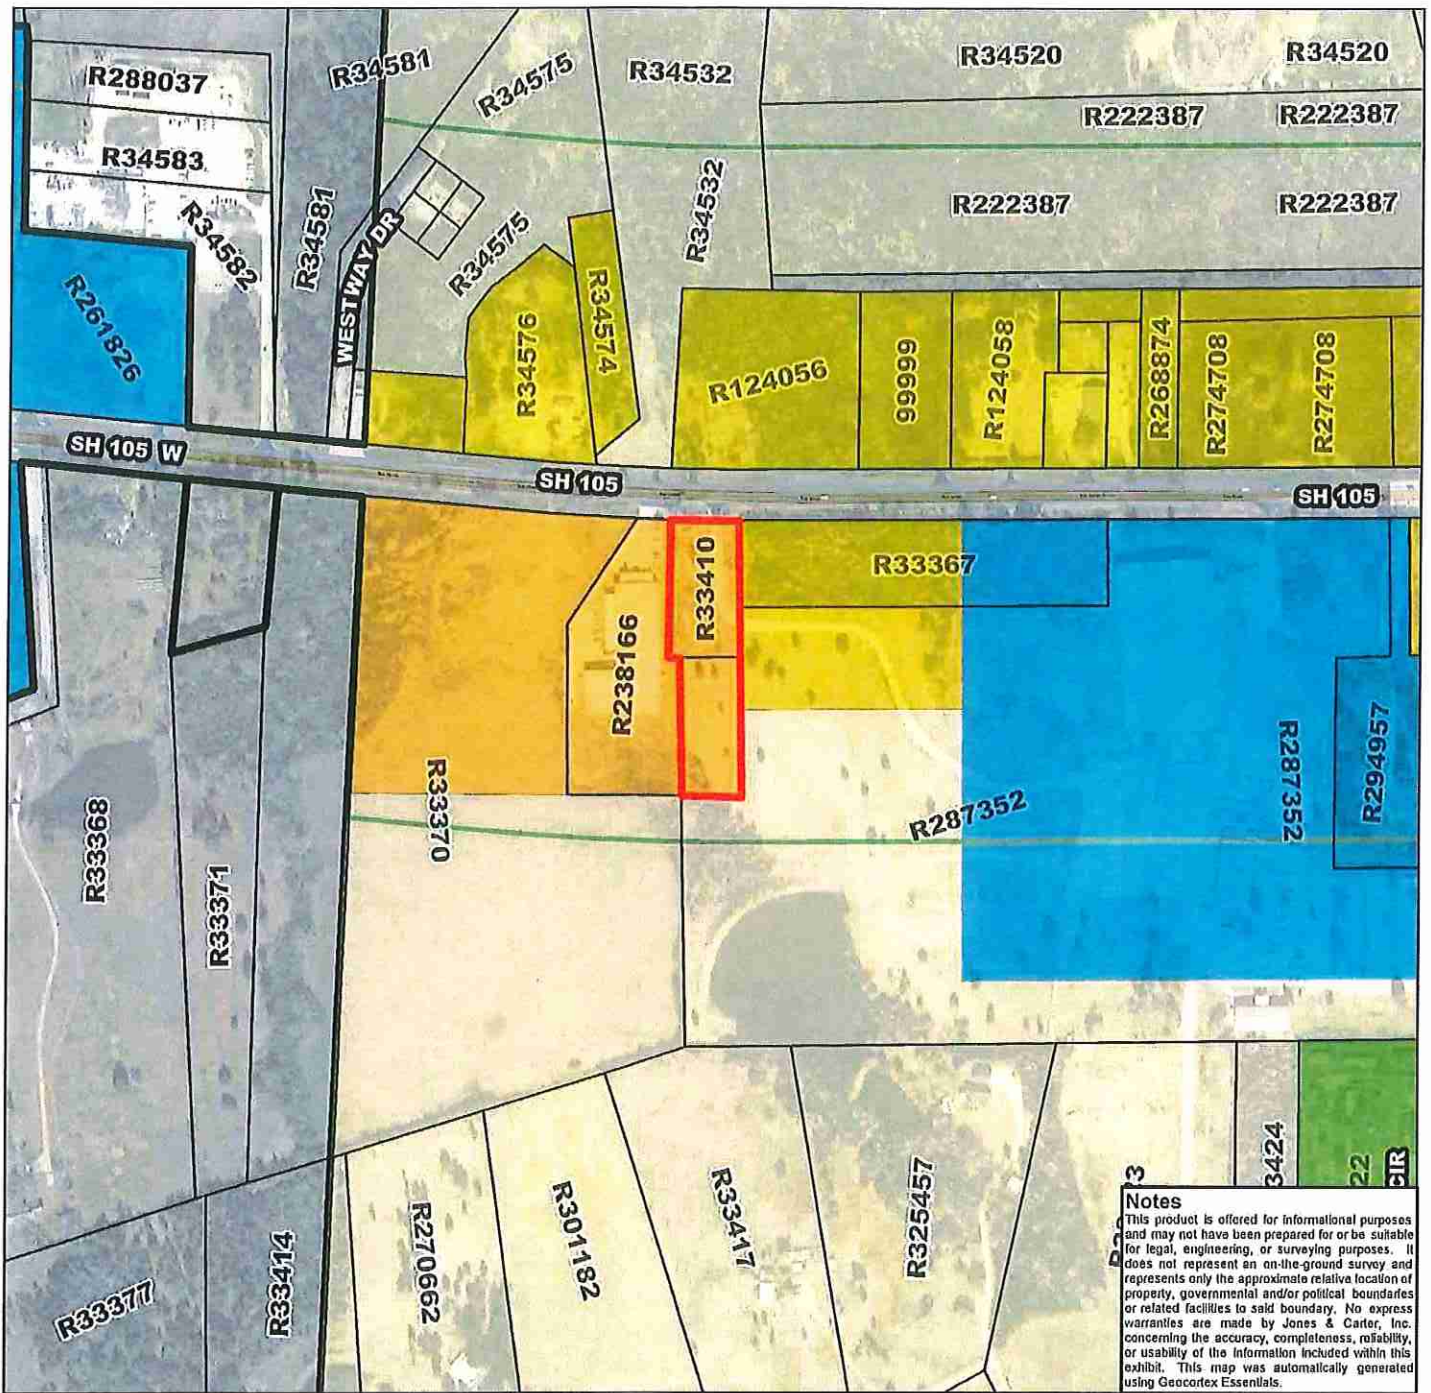 R288037
R34581
R34575
R34532
R34520
R34520
R222387
R222387
R34583
R34582
R34581
WESTWAY DR
R34575
R34532
R222387
R222387
R261826
R34576
R34574
R124056
99999
R124058
R268874
R274708
R274708
SH 105 W
SH 105
SH 105
R33410
R33367
R238166
R33370
R287352
R287352
R294957
R33368
R33371
R270662
R301182
R33417
R325457
3424
22
CIR
R33377
R33414
Notes
This product is offered for informational purposes
and may not have been prepared for or be suitable
for legal, engineering, or surveying purposes. It
does not represent an on-the-ground survey and
represents only the approximate relative location of
property, governmental and/or political boundaries
or related facilities to said boundary. No express
warranties are made by Jones & Carter, Inc.
concerning the accuracy, completeness, reliability,
or usability of the information included within this
exhibit. This map was automatically generated
using Geocortex Essentials.